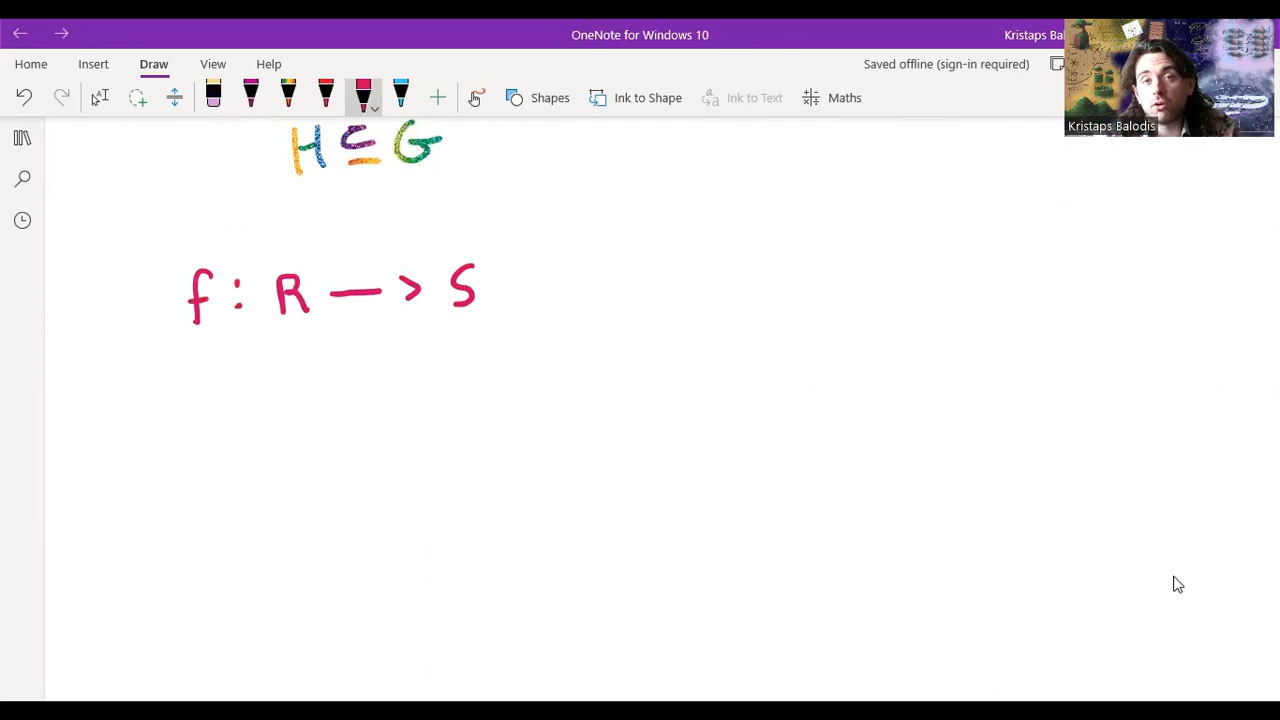 OneNote for Windows 10
Kristaps Bal
Home Insert Draw View Help
Saved offline (sign-in required)
Shapes Ink to Shape Ink to Text Maths
Kristaps Balodis
H ⊆ G
f : R —> S